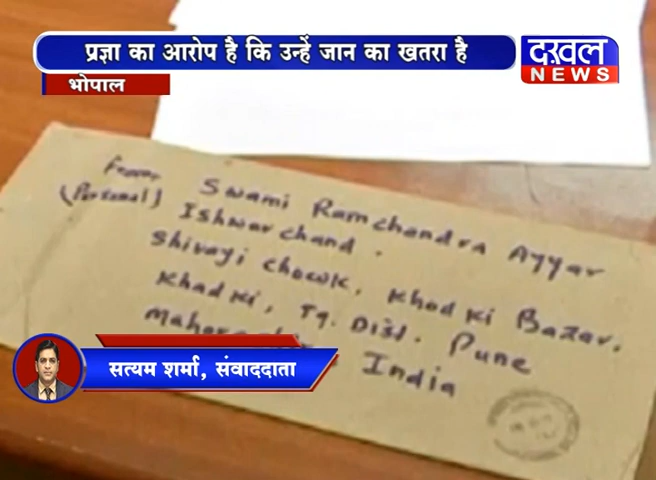 प्रज्ञा का आरोप है कि उन्हें जान का खतरा है
दख़ल
NEWS
भोपाल
From, Swami Ramchandra Ayyar
(Personal) Ishwarchand.
Shivaji Chowk, Khadki Bazar,
Khadki, Tq. Dist. Pune
India
सत्यम शर्मा, संवाददाता